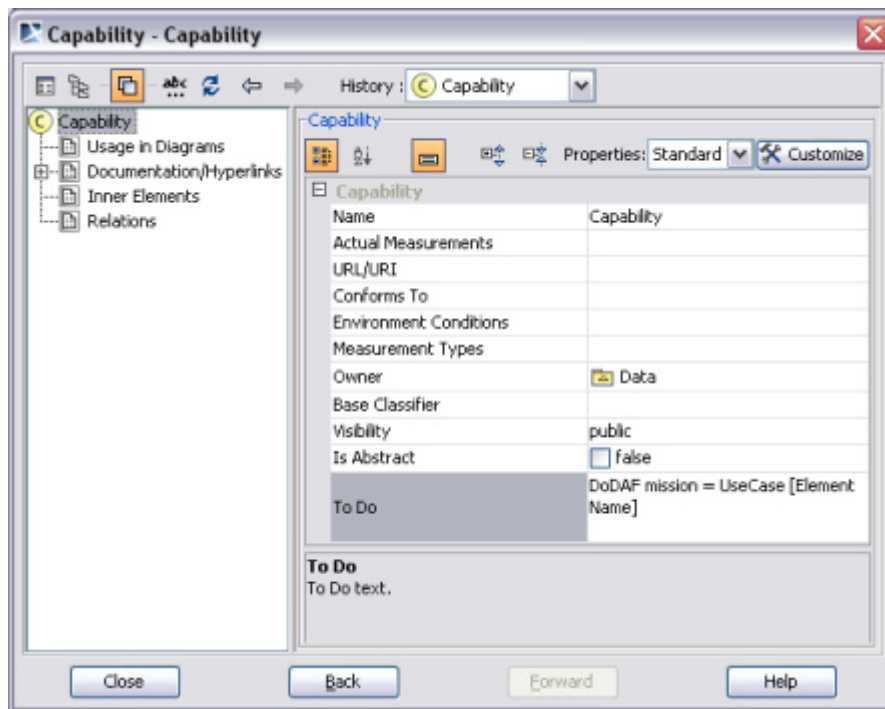 Capability - Capability
abc
History : C Capability
C Capability
Usage in Diagrams
Documentation/Hyperlinks
Inner Elements
Relations
Capability
Properties: Standard Customize
Capability
Name Capability
Actual Measurements
URL/URI
Conforms To
Environment Conditions
Measurement Types
Owner Data
Base Classifier
Visibility public
Is Abstract false
To Do DoDAF mission = UseCase [Element
Name]
To Do
To Do text.
Close Back Forward Help